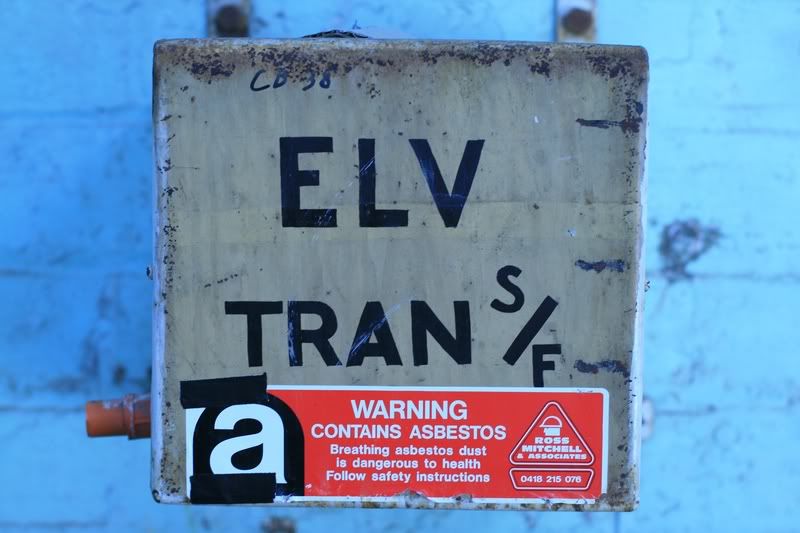 CB 38
ELV
TRAN S/F
a
WARNING
CONTAINS ASBESTOS
Breathing asbestos dust
is dangerous to health
Follow safety instructions
ROSS
MITCHELL
& ASSOCIATES
0418 215 076